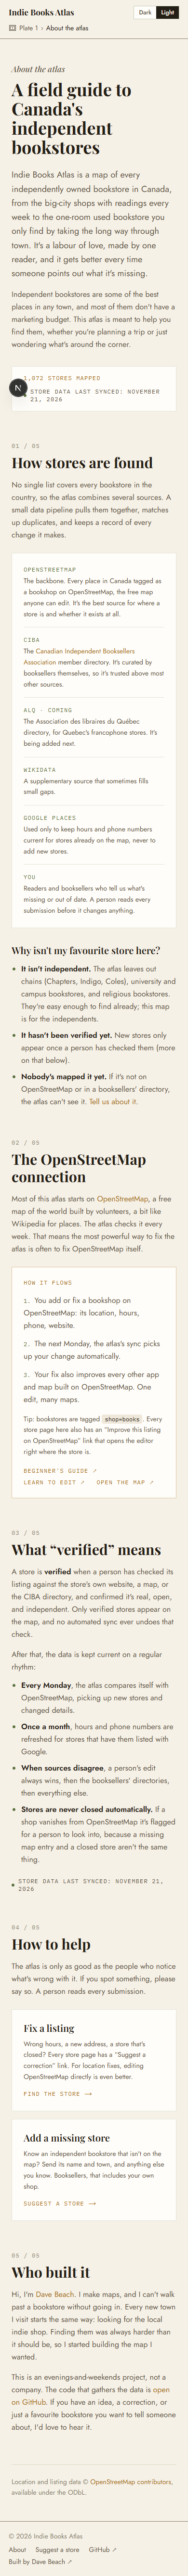 Indie Books Atlas
Dark Light
Plate 1 › About the atlas
About the atlas
A field guide to
Canada's
independent
bookstores
Indie Books Atlas is a map of every
independently owned bookstore in Canada,
from the big-city shops with readings every
week to the one-room used bookstore you
only find by taking the long way through
town. It's a labour of love, made by one
reader, and it gets better every time
someone points out what it's missing.
Independent bookstores are some of the best
places in any town, and most of them don't have a
marketing budget. This atlas is meant to help you
find them, whether you're planning a trip or just
wondering what's around the corner.
1,072 STORES MAPPED
N
STORE DATA LAST SYNCED: NOVEMBER
21, 2026
01 / 05
How stores are found
No single list covers every bookstore in the
country, so the atlas combines several sources. A
small data pipeline pulls them together, matches
up duplicates, and keeps a record of every
change it makes.
OPENSTREETMAP
The backbone. Every place in Canada tagged as
a bookshop on OpenStreetMap, the free map
anyone can edit. It's the best source for where a
store is and whether it exists at all.
CIBA
The Canadian Independent Booksellers
Association member directory. It's curated by
booksellers themselves, so it's trusted above most
other sources.
ALQ · COMING
The Association des libraires du Québec
directory, for Quebec's francophone stores. It's
being added next.
WIKIDATA
A supplementary source that sometimes fills
small gaps.
GOOGLE PLACES
Used only to keep hours and phone numbers
current for stores already on the map, never to
add new stores.
YOU
Readers and booksellers who tell us what's
missing or out of date. A person reads every
submission before it changes anything.
Why isn't my favourite store here?
It isn't independent. The atlas leaves out
chains (Chapters, Indigo, Coles), university and
campus bookstores, and religious bookstores.
They're easy enough to find already; this map
is for the independents.
It hasn't been verified yet. New stores only
appear once a person has checked them (more
on that below).
Nobody's mapped it yet. If it's not on
OpenStreetMap or in a booksellers' directory,
the atlas can't see it. Tell us about it.
02 / 05
The OpenStreetMap
connection
Most of this atlas starts on OpenStreetMap, a free
map of the world built by volunteers, a bit like
Wikipedia for places. The atlas checks it every
week. That means the most powerful way to fix the
atlas is often to fix OpenStreetMap itself.
HOW IT FLOWS
1. You add or fix a bookshop on
OpenStreetMap: its location, hours,
phone, website.
2. The next Monday, the atlas's sync picks
up your change automatically.
3. Your fix also improves every other app
and map built on OpenStreetMap. One
edit, many maps.
Tip: bookstores are tagged shop=books. Every
store page here also has an “Improve this listing
on OpenStreetMap” link that opens the editor
right where the store is.
BEGINNER'S GUIDE ↗
LEARN TO EDIT ↗ OPEN THE MAP ↗
03 / 05
What “verified” means
A store is verified when a person has checked its
listing against the store's own website, a map, or
the CIBA directory, and confirmed it's real, open,
and independent. Only verified stores appear on
the map, and no automated sync ever undoes that
check.
After that, the data is kept current on a regular
rhythm:
Every Monday, the atlas compares itself with
OpenStreetMap, picking up new stores and
changed details.
Once a month, hours and phone numbers are
refreshed for stores that have them listed with
Google.
When sources disagree, a person's edit
always wins, then the booksellers' directories,
then everything else.
Stores are never closed automatically. If a
shop vanishes from OpenStreetMap it's flagged
for a person to look into, because a missing
map entry and a closed store aren't the same
thing.
STORE DATA LAST SYNCED: NOVEMBER 21,
2026
04 / 05
How to help
The atlas is only as good as the people who notice
what's wrong with it. If you spot something, please
say so. A person reads every submission.
Fix a listing
Wrong hours, a new address, a store that's
closed? Every store page has a “Suggest a
correction” link. For location fixes, editing
OpenStreetMap directly is even better.
FIND THE STORE ⟶
Add a missing store
Know an independent bookstore that isn't on the
map? Send its name and town, and anything else
you know. Booksellers, that includes your own
shop.
SUGGEST A STORE ⟶
05 / 05
Who built it
Hi, I'm Dave Beach. I make maps, and I can't walk
past a bookstore without going in. Every new town
I visit starts the same way: looking for the local
indie shop. Finding them was always harder than
it should be, so I started building the map I
wanted.
This is an evenings-and-weekends project, not a
company. The code that gathers the data is open
on GitHub. If you have an idea, a correction, or
just a favourite bookstore you want to tell someone
about, I'd love to hear it.
Location and listing data © OpenStreetMap contributors,
available under the ODbL.
© 2026 Indie Books Atlas
About Suggest a store GitHub ↗
Built by Dave Beach ↗